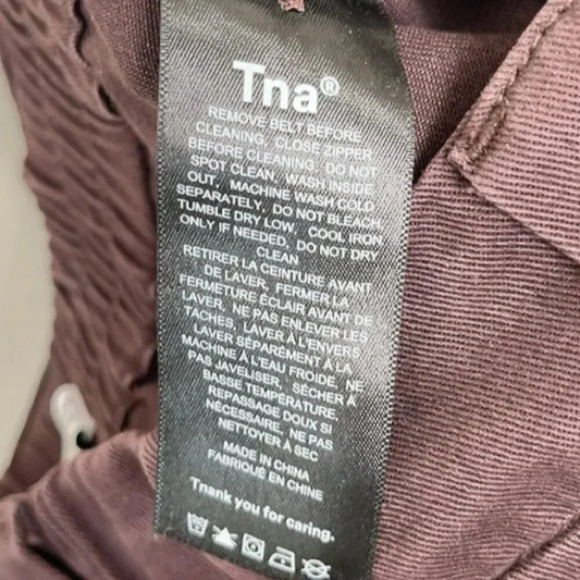 Tna®
REMOVE BELT BEFORE
CLEANING, CLOSE ZIPPER
BEFORE CLEANING, DO NOT
SPOT CLEAN, WASH INSIDE
OUT, MACHINE WASH COLD
SEPARATELY, DO NOT BLEACH,
TUMBLE DRY LOW, COOL IRON
ONLY IF NEEDED, DO NOT DRY
CLEAN
RETIRER LA CEINTURE AVANT
DE LAVER, FERMER LA
FERMETURE ÉCLAIR AVANT DE
LAVER, NE PAS ENLEVER LES
TACHES, LAVER À L'ENVERS
LAVER SÉPARÉMENT À LA
MACHINE À L'EAU FROIDE, NE
PAS JAVELISER, SÉCHER À
BASSE TEMPÉRATURE,
REPASSAGE DOUX SI
NÉCESSAIRE, NE PAS
NETTOYER À SEC
MADE IN CHINA
FABRIQUÉ EN CHINE
Tnank you for caring.